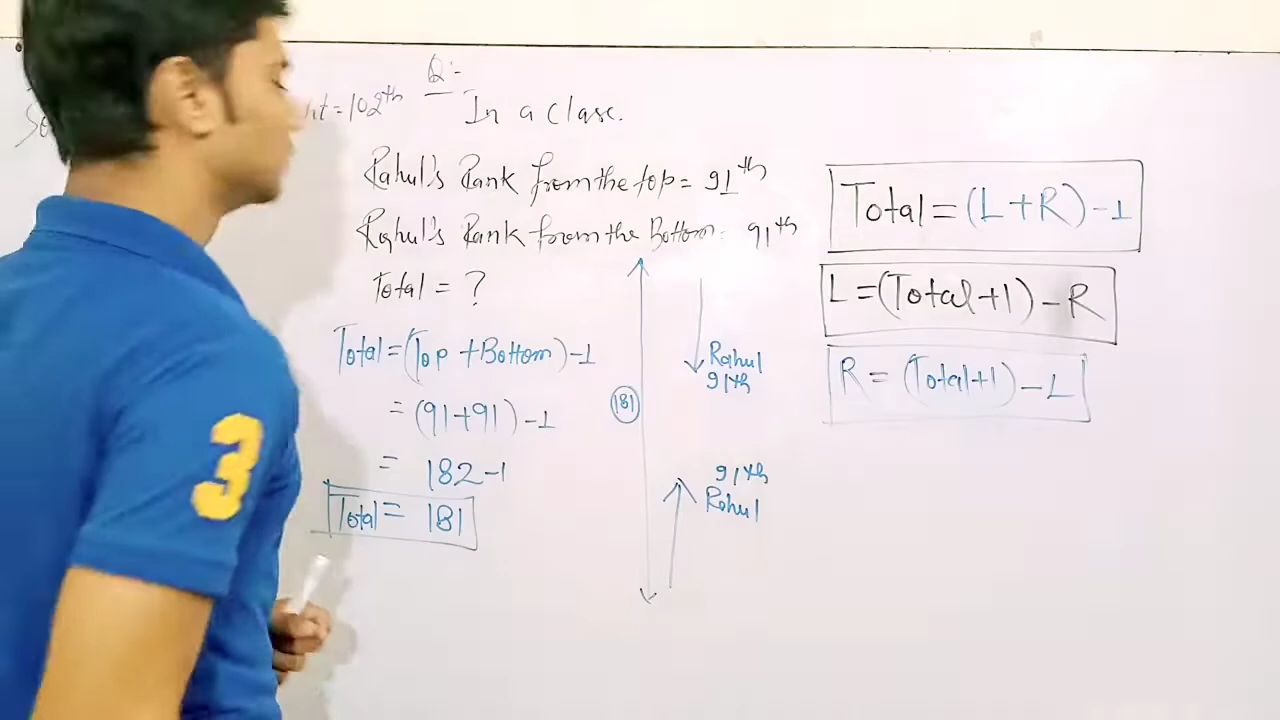 Q:-
= 102th
In a Class.
Rahul's Rank from the top = 91th
Rahul's Rank from the Bottom = 91th
Total = ?
Total = (Top + Bottom) - 1
= (91+91) - 1
= 182-1
Total = 181
181
Rahul
91th
91th
Rahul
Total = (L+R) - 1
L = (Total+1) - R
R = (Total+1) - L
3